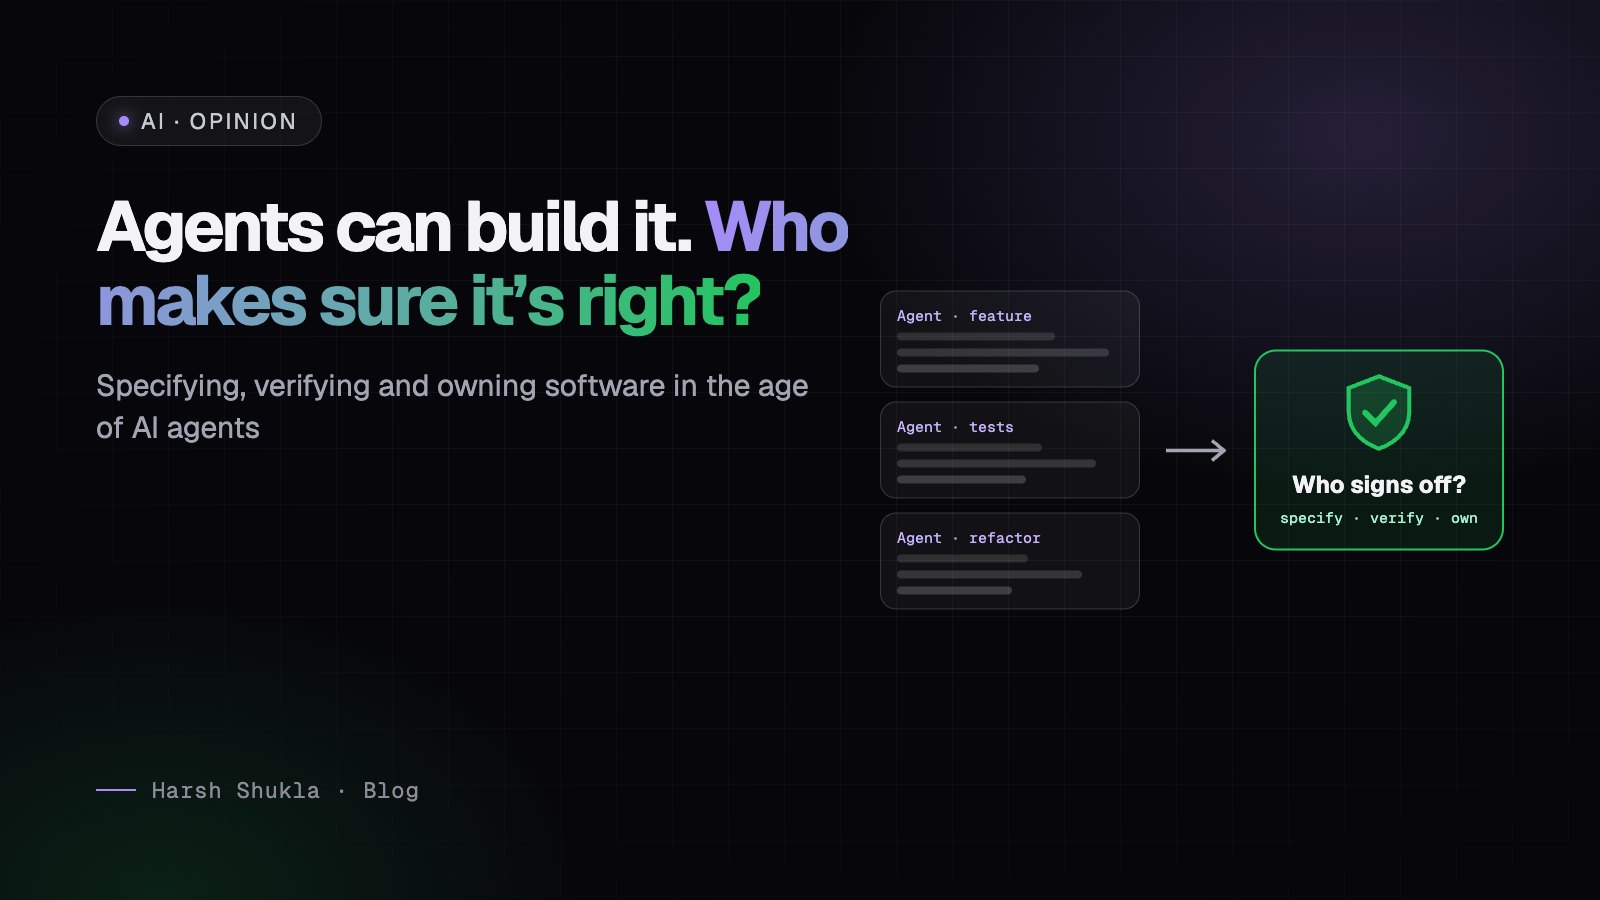 AI · OPINION
Agents can build it. Who
makes sure it’s right?
Specifying, verifying and owning software in the age
of AI agents
Agent · feature
Agent · tests
Agent · refactor
Who signs off?
specify · verify · own
Harsh Shukla · Blog